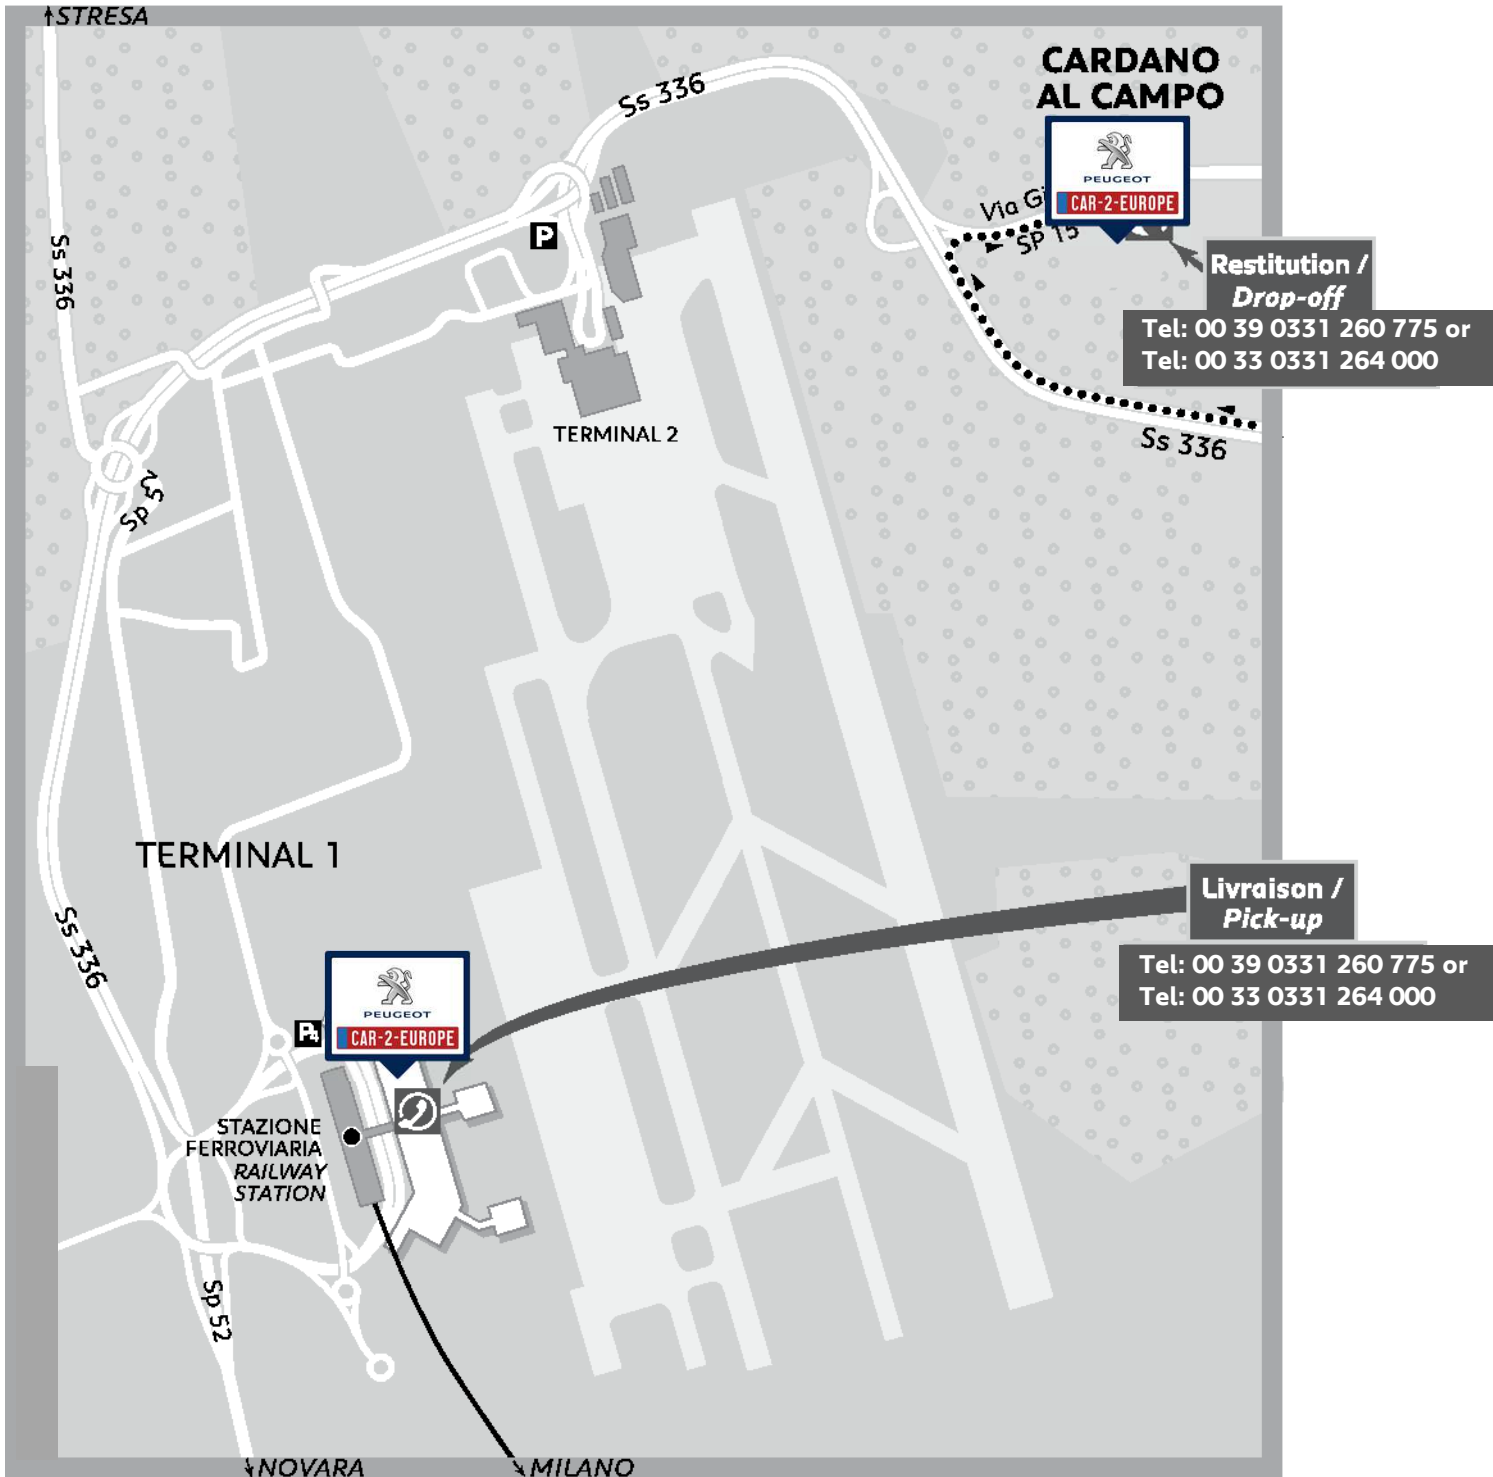 STRESA
CARDANO
AL CAMPO
Ss 336
PEUGEOT
CAR-2-EUROPE
P
Via Gi
SP 15
Ss 336
Restitution /
Drop-off
Tel: 00 39 0331 260 775 or
Tel: 00 33 0331 264 000
TERMINAL 2
Ss 336
Sp 52
TERMINAL 1
Livraison /
Pick-up
Tel: 00 39 0331 260 775 or
Tel: 00 33 0331 264 000
Ss 336
PEUGEOT
CAR-2-EUROPE
P4
STAZIONE
FERROVIARIA
RAILWAY
STATION
Sp 52
NOVARA
MILANO